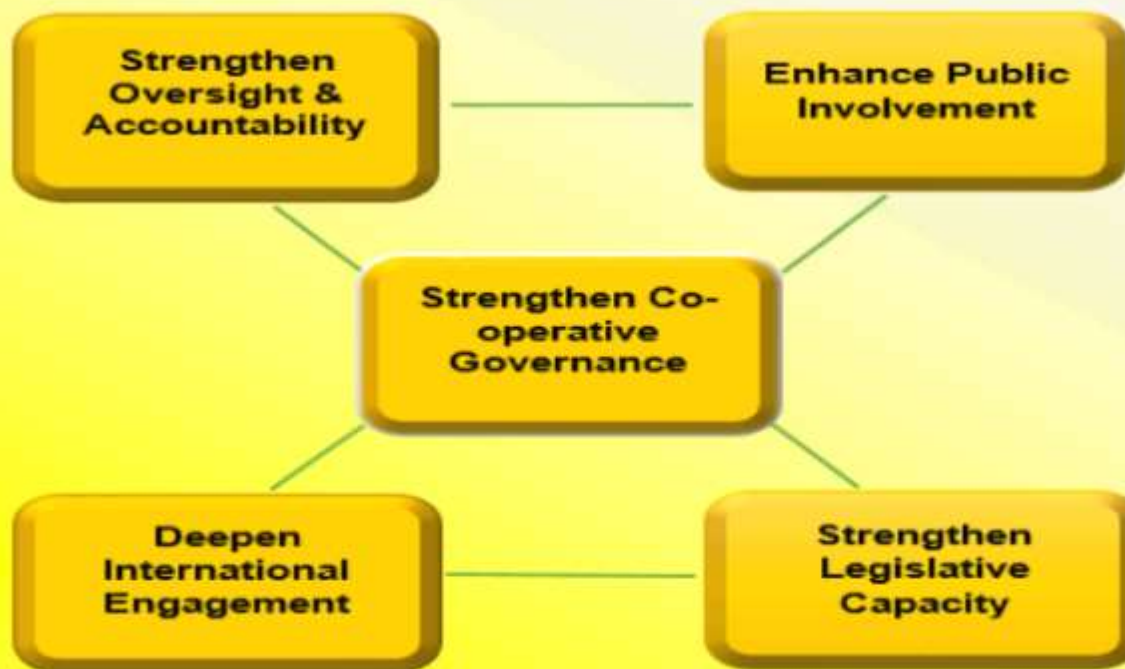 Strengthen
Oversight &
Accountability
Enhance Public
Involvement
Strengthen Co-
operative
Governance
Deepen
International
Engagement
Strengthen
Legislative
Capacity